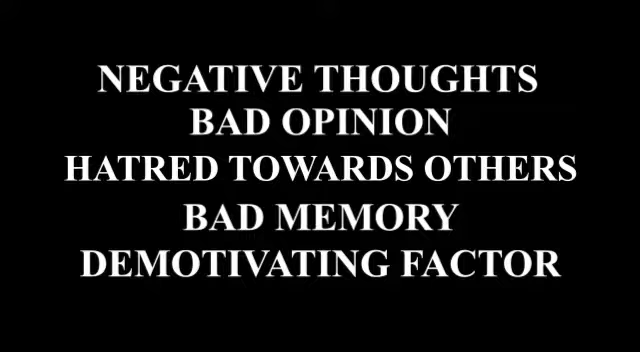 NEGATIVE THOUGHTS
BAD OPINION
HATRED TOWARDS OTHERS
BAD MEMORY
DEMOTIVATING FACTOR